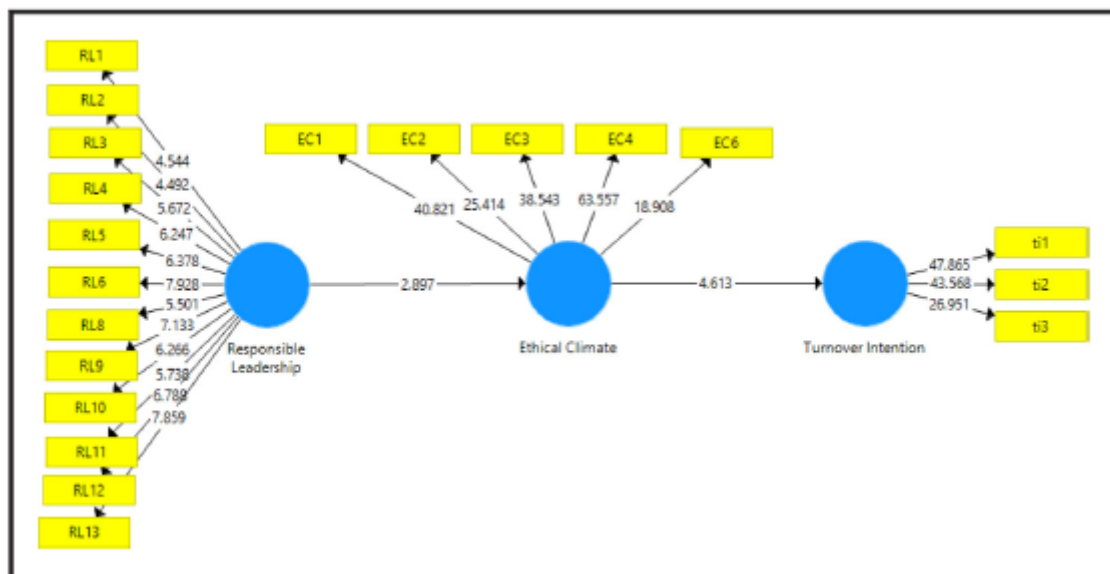 RL1
RL2
RL3
RL4
RL5
RL6
RL8
RL9
RL10
RL11
RL12
RL13
4.544
4.492
5.672
6.247
6.378
7.928
5.501
7.133
6.266
5.738
6.789
7.859
Responsible
Leadership
2.897
EC1
EC2
EC3
EC4
EC6
40.821
25.414
38.543
63.557
18.908
Ethical Climate
4.613
Turnover Intention
47.865
43.568
26.951
ti1
ti2
ti3